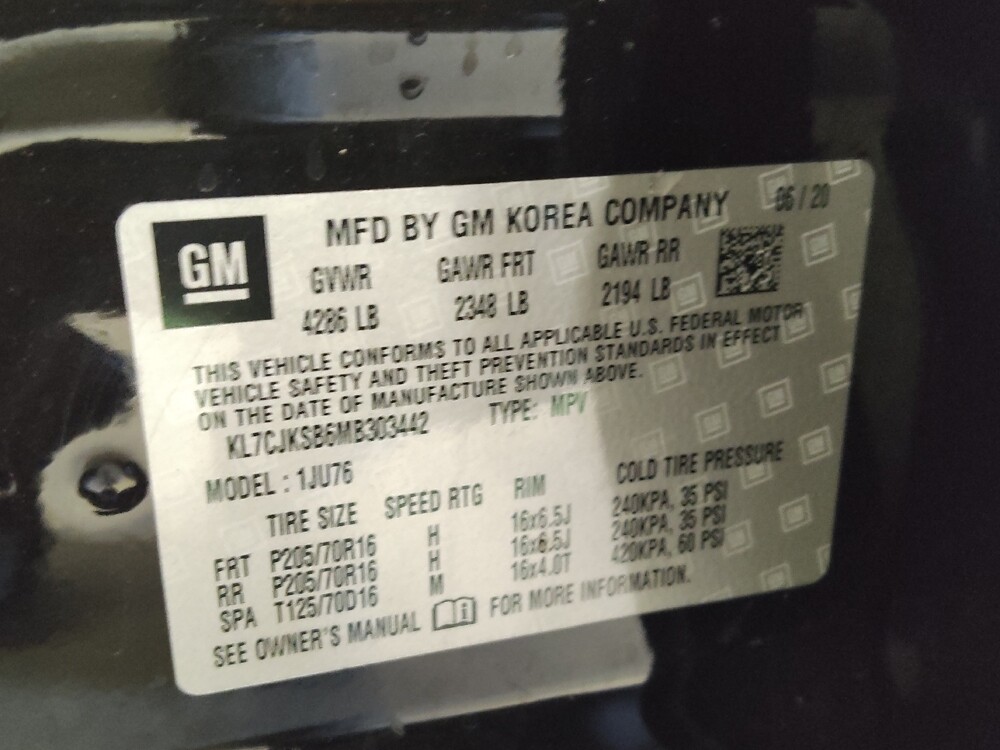 GM
MFD BY GM KOREA COMPANY 06 / 20
GVWR GAWR FRT GAWR RR
4286 LB 2348 LB 2194 LB
THIS VEHICLE CONFORMS TO ALL APPLICABLE U.S. FEDERAL MOTOR
VEHICLE SAFETY AND THEFT PREVENTION STANDARDS IN EFFECT
ON THE DATE OF MANUFACTURE SHOWN ABOVE.
KL7CJKSB6MB303442 TYPE: MPV
MODEL : 1JU76
TIRE SIZE SPEED RTG RIM COLD TIRE PRESSURE
FRT P205/70R16 H 16x6.5J 240KPA, 35 PSI
RR P205/70R16 H 16x6.5J 240KPA, 35 PSI
SPA T125/70D16 M 16x4.0T 420KPA, 60 PSI
SEE OWNER'S MANUAL FOR MORE INFORMATION.